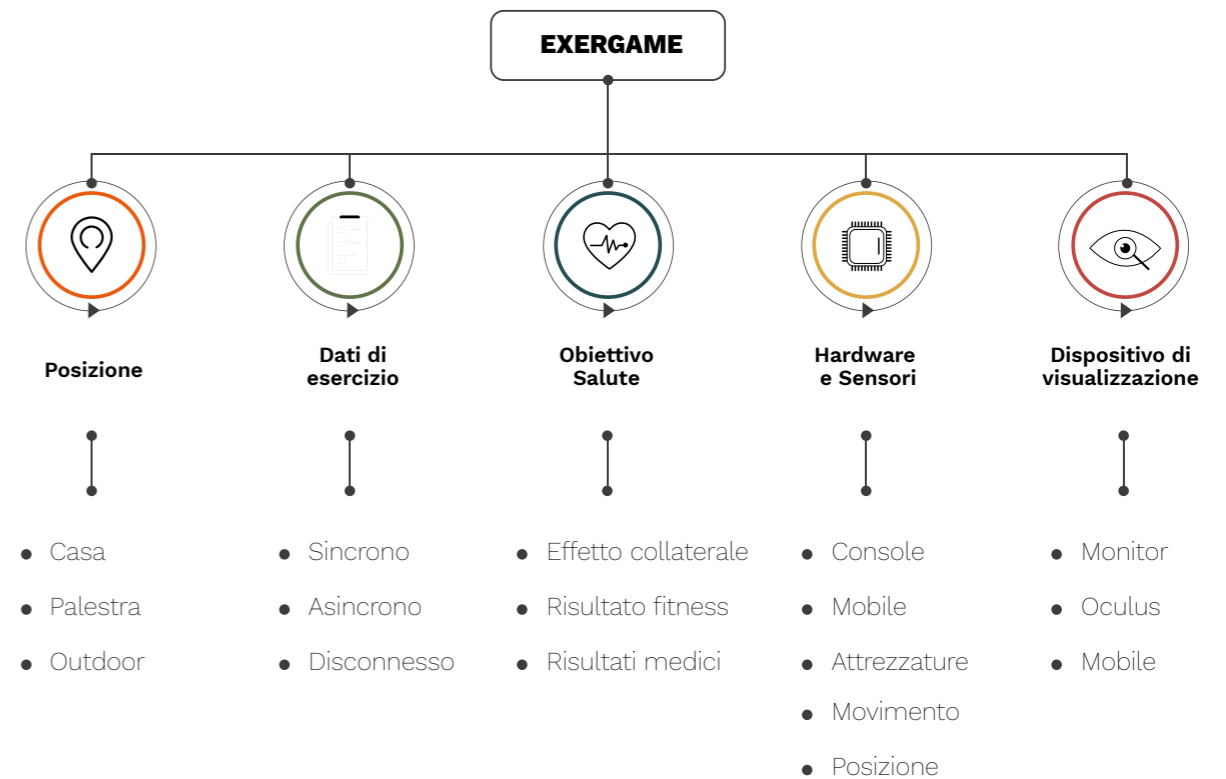 EXERGAME
Posizione
Dati di
esercizio
Obiettivo
Salute
Hardware
e Sensori
Dispositivo di
visualizzazione
Casa
Palestra
Outdoor
Sincrono
Asincrono
Disconnesso
Effetto collaterale
Risultato fitness
Risultati medici
Console
Mobile
Attrezzature
Movimento
Posizione
Monitor
Oculus
Mobile